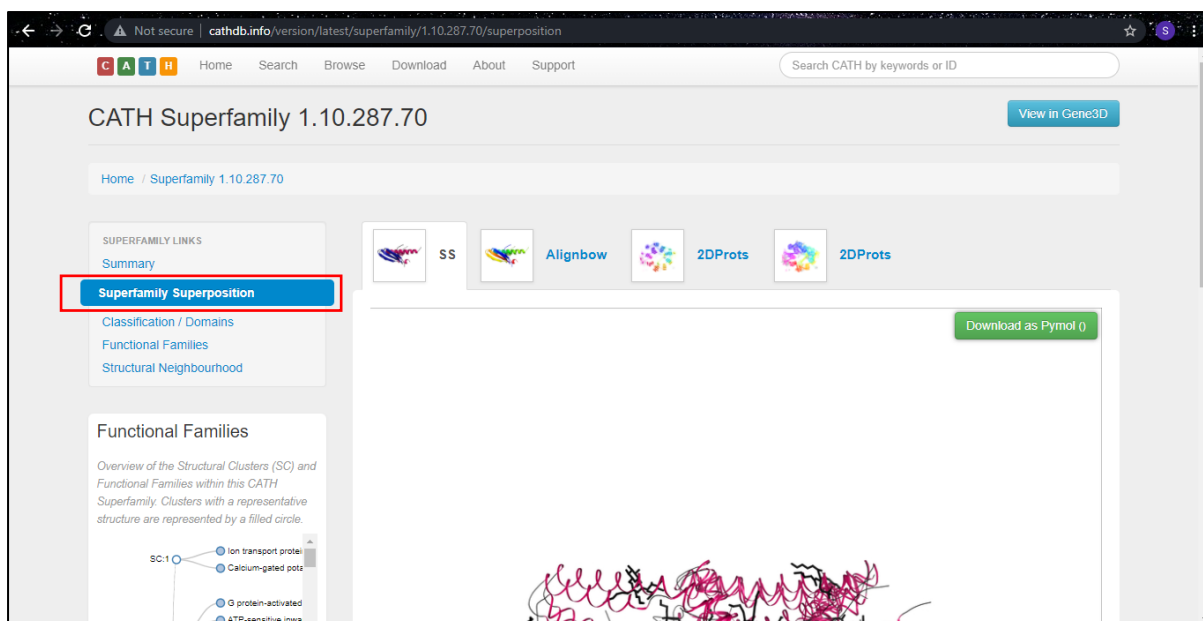 Not secure | cathdb.info/version/latest/superfamily/1.10.287.70/superposition
S
C A T H Home Search Browse Download About Support Search CATH by keywords or ID
CATH Superfamily 1.10.287.70
View in Gene3D
Home / Superfamily 1.10.287.70
SUPERFAMILY LINKS
Summary
Superfamily Superposition
Classification / Domains
Functional Families
Structural Neighbourhood
SS Alignbow 2DProts 2DProts
Download as Pymol ()
Functional Families
Overview of the Structural Clusters (SC) and
Functional Families within this CATH
Superfamily. Clusters with a representative
structure are represented by a filled circle.
SC:1
Ion transport protei
Calcium-gated pota
G protein-activated
ATP-sensitive inwa